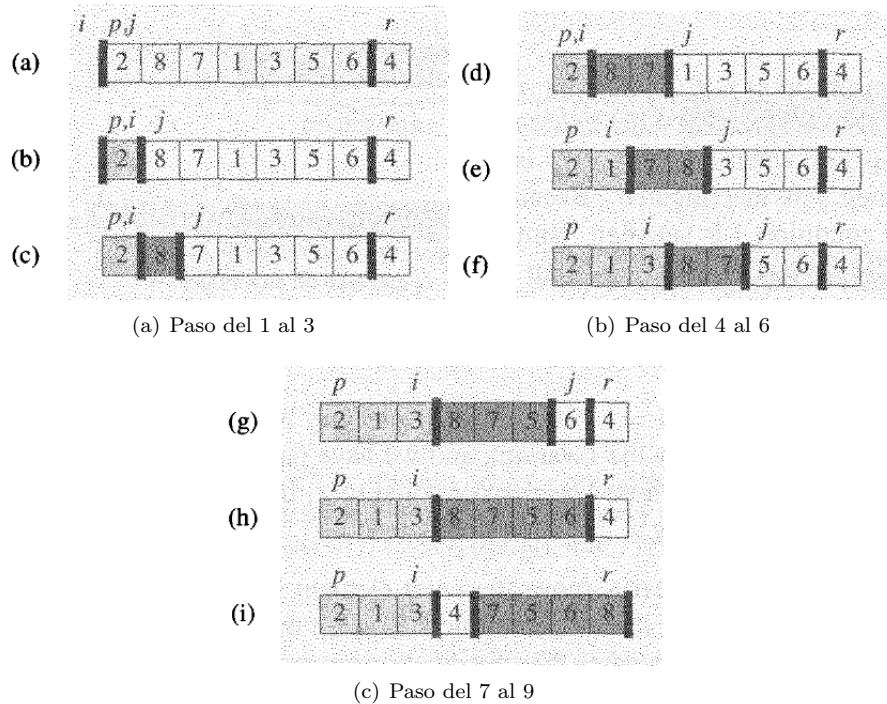 i p,j r
(a) 2 8 7 1 3 5 6 4
p,i j r
(b) 2 8 7 1 3 5 6 4
p,i j r
(c) 2 8 7 1 3 5 6 4
(a) Paso del 1 al 3
p,i j r
(d) 2 8 7 1 3 5 6 4
p i j r
(e) 2 1 7 8 3 5 6 4
p i j r
(f) 2 1 3 8 7 5 6 4
(b) Paso del 4 al 6
p i j r
(g) 2 1 3 8 7 5 6 4
p i r
(h) 2 1 3 8 7 5 6 4
p i r
(i) 2 1 3 4 7 5 6 8
(c) Paso del 7 al 9